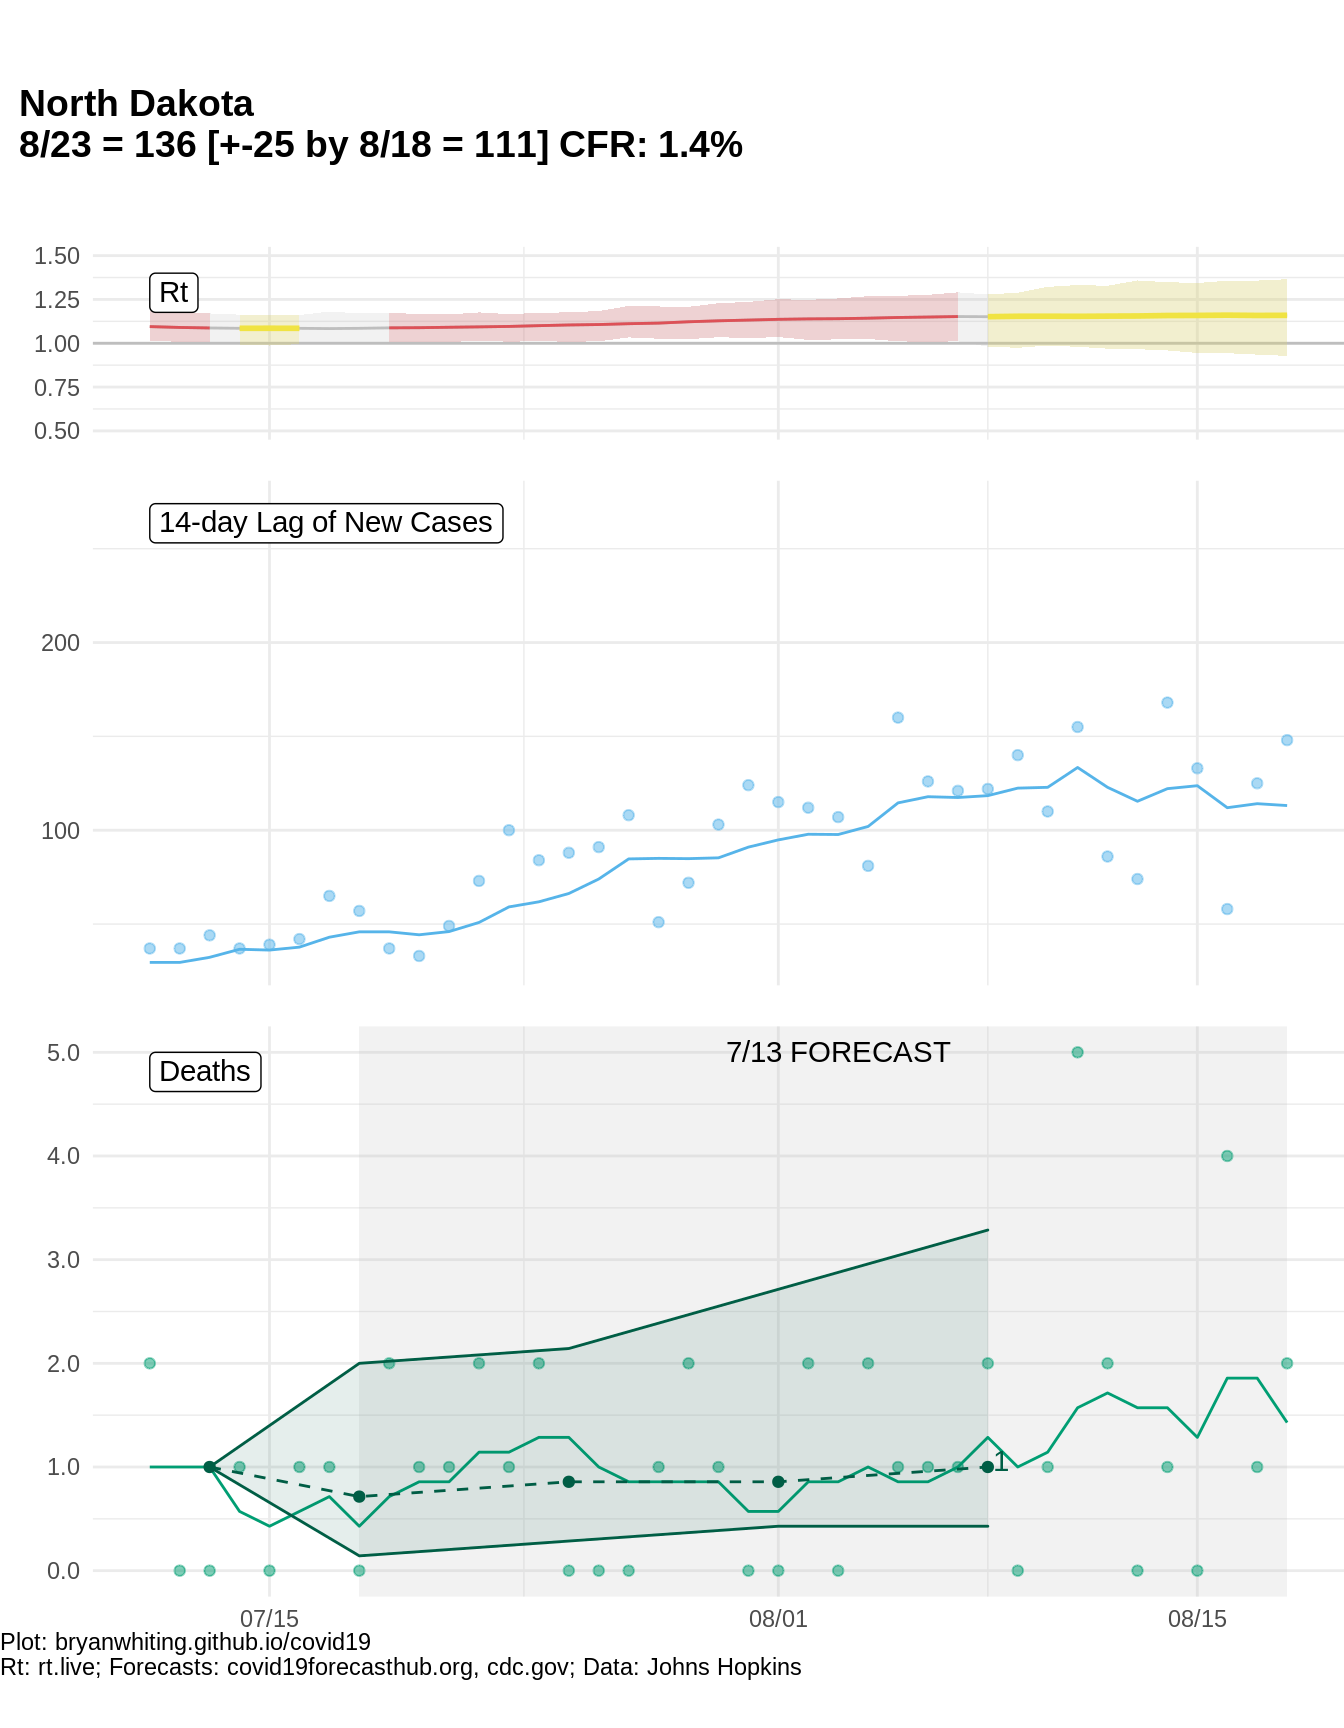 North Dakota
8/23 = 136 [+-25 by 8/18 = 111] CFR: 1.4%
1.50
Rt
1.25
1.00
0.75
0.50
14-day Lag of New Cases
200
100
7/13 FORECAST
5.0
Deaths
4.0
3.0
2.0
1.0
1
0.0
07/15
08/01
08/15
Plot: bryanwhiting.github.io/covid19
Rt: rt.live; Forecasts: covid19forecasthub.org, cdc.gov; Data: Johns Hopkins